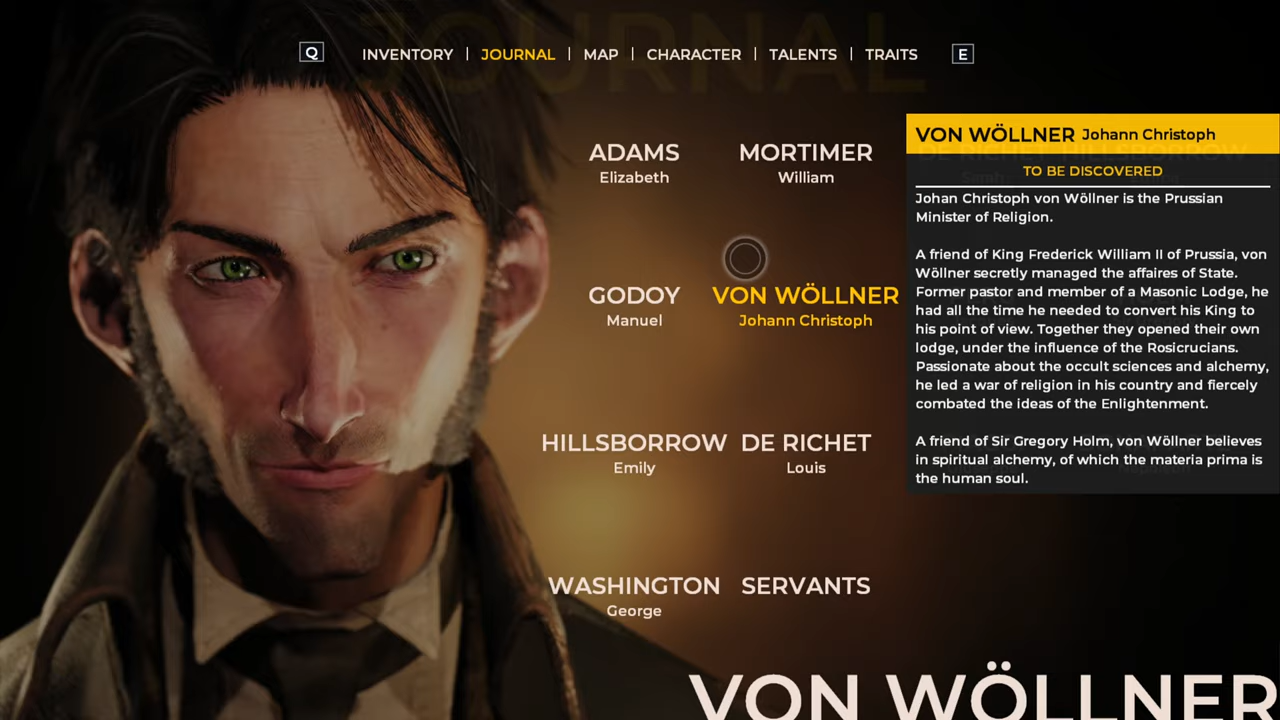 JOURNAL
Q INVENTORY | JOURNAL | MAP | CHARACTER | TALENTS | TRAITS E
ADAMS
Elizabeth
MORTIMER
William
GODOY
Manuel
VON WÖLLNER
Johann Christoph
HILLSBORROW
Emily
DE RICHET
Louis
WASHINGTON
George
SERVANTS
DE RICHET HILLSBORROW
Sarah
VON WÖLLNER Johann Christoph
TO BE DISCOVERED
Johan Christoph von Wöllner is the Prussian
Minister of Religion.
A friend of King Frederick William II of Prussia, von
Wöllner secretly managed the affaires of State.
Former pastor and member of a Masonic Lodge, he
had all the time he needed to convert his King to
his point of view. Together they opened their own
lodge, under the influence of the Rosicrucians.
Passionate about the occult sciences and alchemy,
he led a war of religion in his country and fiercely
combated the ideas of the Enlightenment.
A friend of Sir Gregory Holm, von Wöllner believes
in spiritual alchemy, of which the materia prima is
the human soul.
VON WÖLLNER